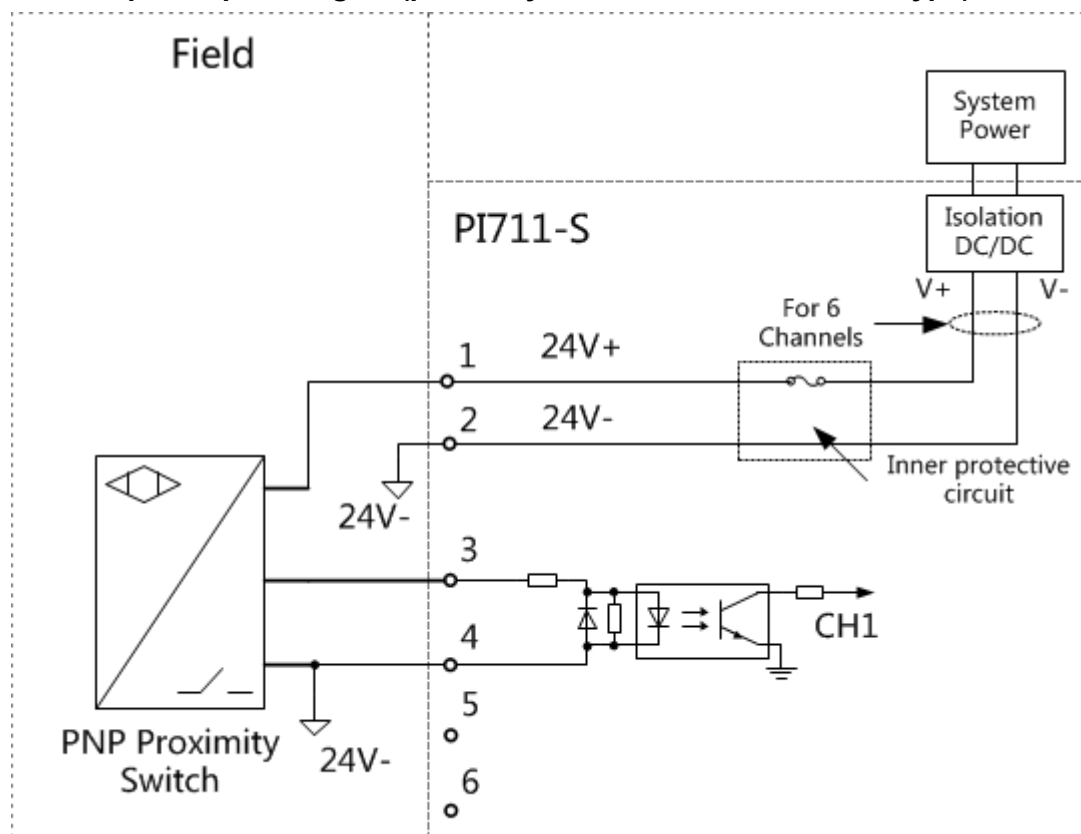 Field
System
Power
PI711-S
Isolation
DC/DC
V+
V-
For 6
Channels
1
24V+
2
24V-
Inner protective
circuit
24V-
3
CH1
4
5
PNP Proximity
Switch
24V-
6